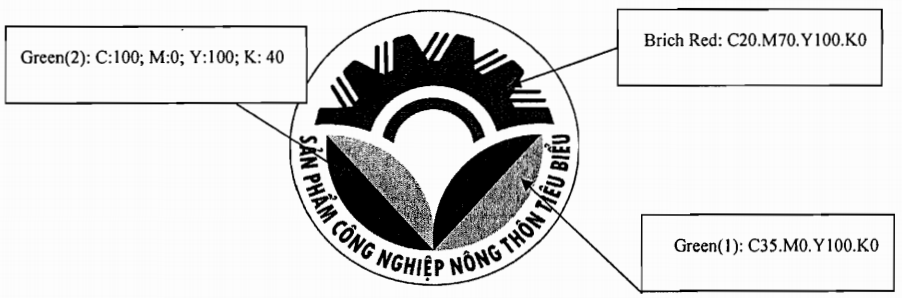 Green(2): C:100; M:0; Y:100; K: 40
Brich Red: C20.M70.Y100.K0
SẢN PHẨM CÔNG NGHIỆP NÔNG THÔN TIÊU BIỂU
Green(1): C35.M0.Y100.K0